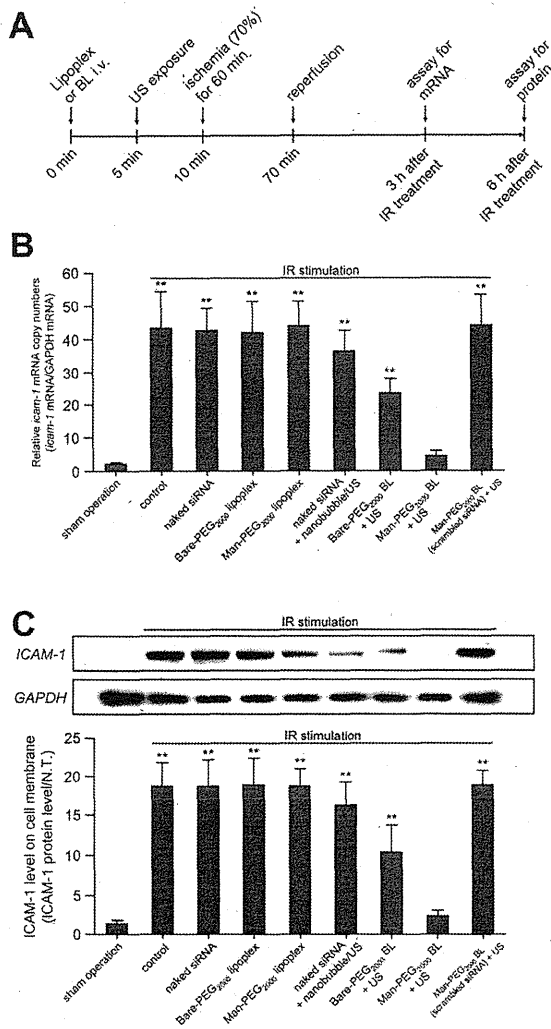 A
Lipoplex
or BL i.v.
US exposure
ischemia (70%)
for 60 min.
reperfusion
assay for
mRNA
assay for
protein
0 min
5 min
10 min
70 min
3 h after
IR treatment
6 h after
IR treatment
B
IR stimulation
Relative icam-1 mRNA copy numbers
(icam-1 mRNA/GAPDH mRNA)
60
50
40
30
20
10
0
**
**
**
**
**
**
**
sham operation
control
naked siRNA
Bare-PEG2000 lipoplex
Man-PEG2000 lipoplex
naked siRNA
+ nanobubble/US
Bare-PEG2000 BL
+ US
Man-PEG2000 BL
+ US
Man-PEG2000 BL
(scrambled siRNA) + US
C
IR stimulation
ICAM-1
GAPDH
IR stimulation
ICAM-1 level on cell membrane
(ICAM-1 protein level/N.T.)
25
20
15
10
5
0
**
**
**
**
**
**
**
sham operation
control
naked siRNA
Bare-PEG2000 lipoplex
Man-PEG2000 lipoplex
naked siRNA
+ nanobubble/US
Bare-PEG2000 BL
+ US
Man-PEG2000 BL
+ US
Man-PEG2000 BL
(scrambled siRNA) + US